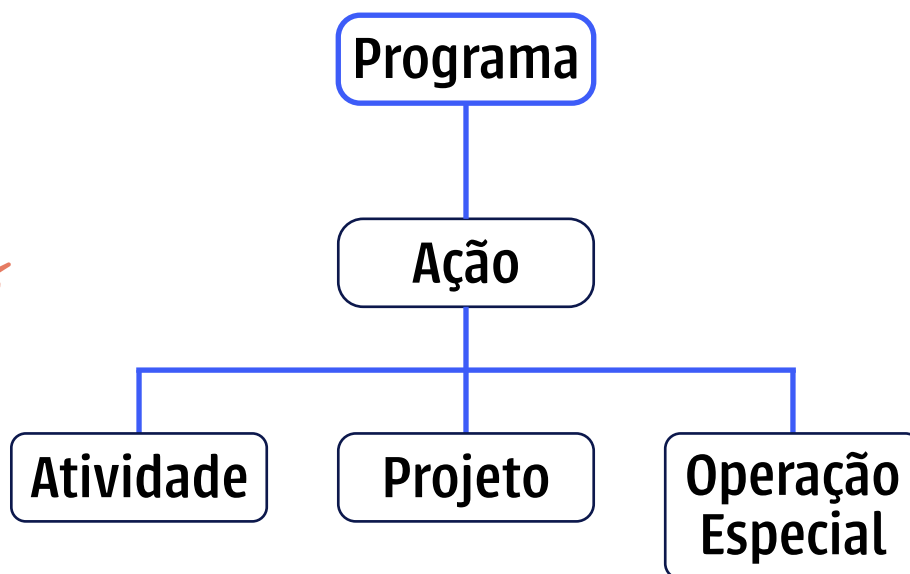 Programa
Ação
Atividade
Projeto
Operação
Especial